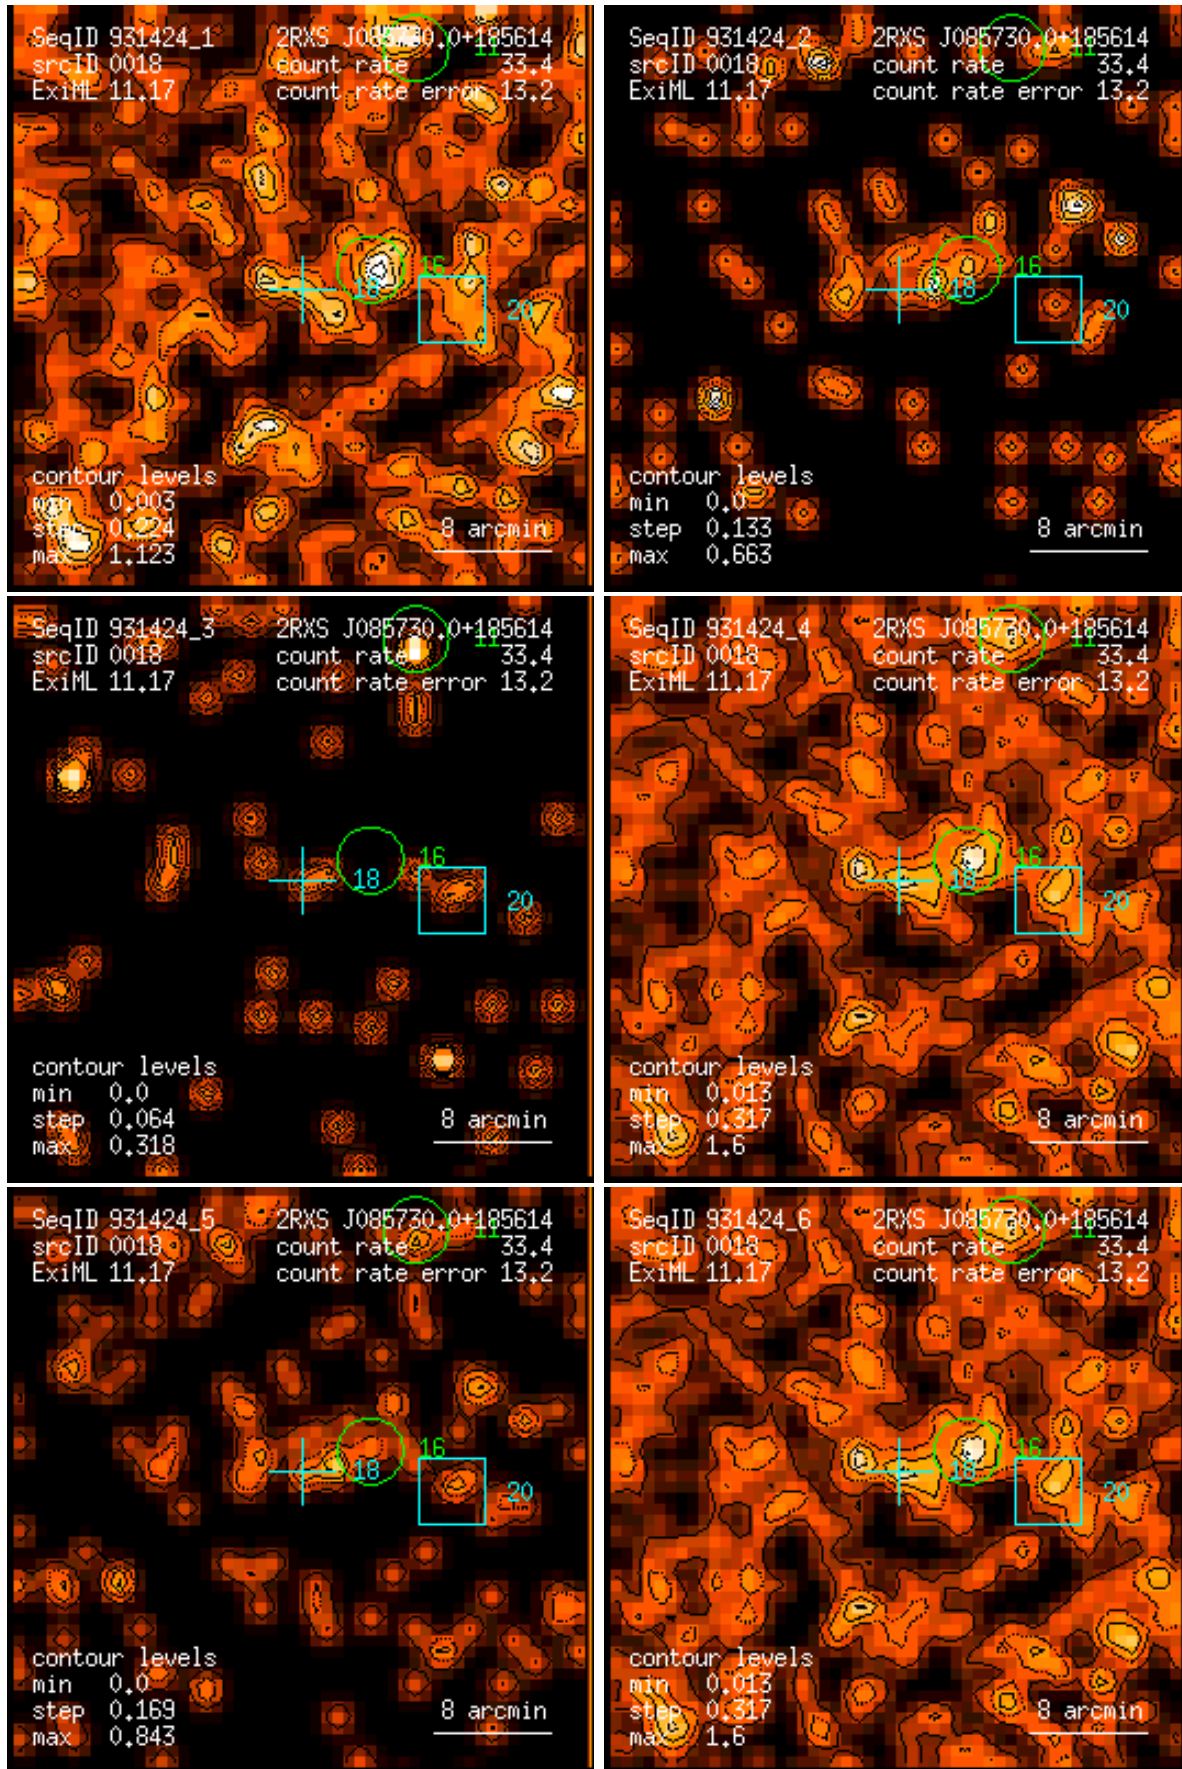 SeqID 931424_1 2RXS J085730.0+185614
srcID 0018 count rate 33.4
ExiML 11.17 count rate error 13.2
11
16
18
20
contour levels
min 0.003
step 0.224
max 1.123
8 arcmin
SeqID 931424_2 2RXS J085730.0+185614
srcID 0018 count rate 33.4
ExiML 11.17 count rate error 13.2
11
16
18
20
contour levels
min 0.0
step 0.133
max 0.663
8 arcmin
SeqID 931424_3 2RXS J085730.0+185614
srcID 0018 count rate 33.4
ExiML 11.17 count rate error 13.2
11
16
18
20
contour levels
min 0.0
step 0.064
max 0.318
8 arcmin
SeqID 931424_4 2RXS J085730.0+185614
srcID 0018 count rate 33.4
ExiML 11.17 count rate error 13.2
11
16
18
20
contour levels
min 0.013
step 0.317
max 1.6
8 arcmin
SeqID 931424_5 2RXS J085730.0+185614
srcID 0018 count rate 33.4
ExiML 11.17 count rate error 13.2
11
16
18
20
contour levels
min 0.0
step 0.169
max 0.843
8 arcmin
SeqID 931424_6 2RXS J085730.0+185614
srcID 0018 count rate 33.4
ExiML 11.17 count rate error 13.2
11
16
18
20
contour levels
min 0.013
step 0.317
max 1.6
8 arcmin